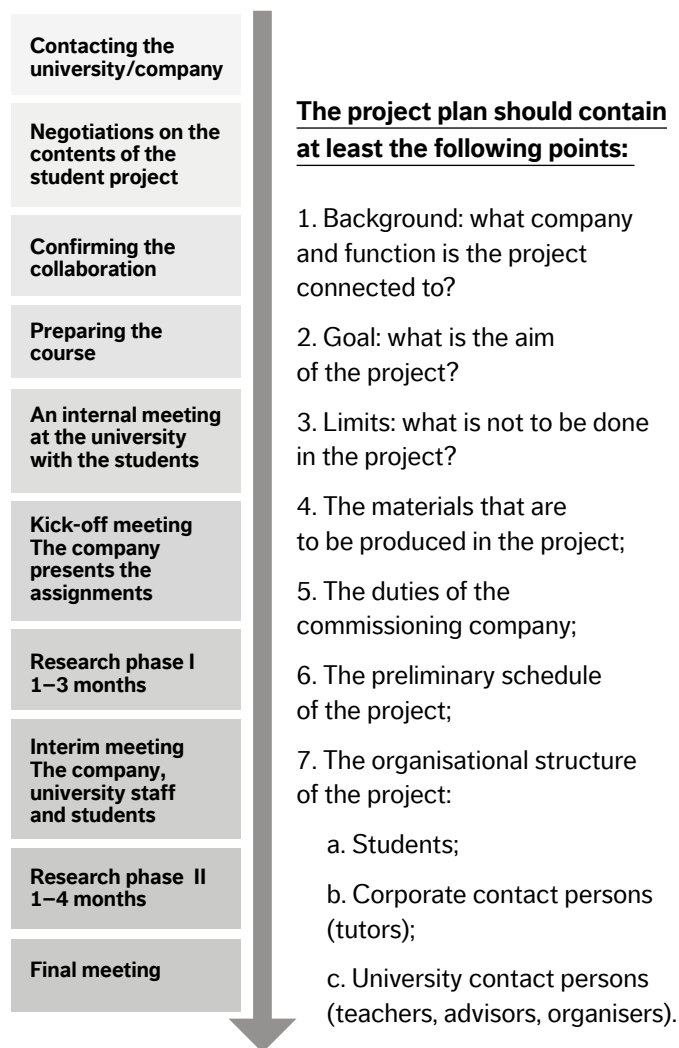 Contacting the
university/company
Negotiations on the
contents of the
student project
Confirming the
collaboration
Preparing the
course
An internal meeting
at the university
with the students
Kick-off meeting
The company
presents the
assignments
Research phase I
1–3 months
Interim meeting
The company,
university staff
and students
Research phase II
1–4 months
Final meeting
The project plan should contain
at least the following points:
1. Background: what company
and function is the project
connected to?
2. Goal: what is the aim
of the project?
3. Limits: what is not to be done
in the project?
4. The materials that are
to be produced in the project;
5. The duties of the
commissioning company;
6. The preliminary schedule
of the project;
7. The organisational structure
of the project:
a. Students;
b. Corporate contact persons
(tutors);
c. University contact persons
(teachers, advisors, organisers).